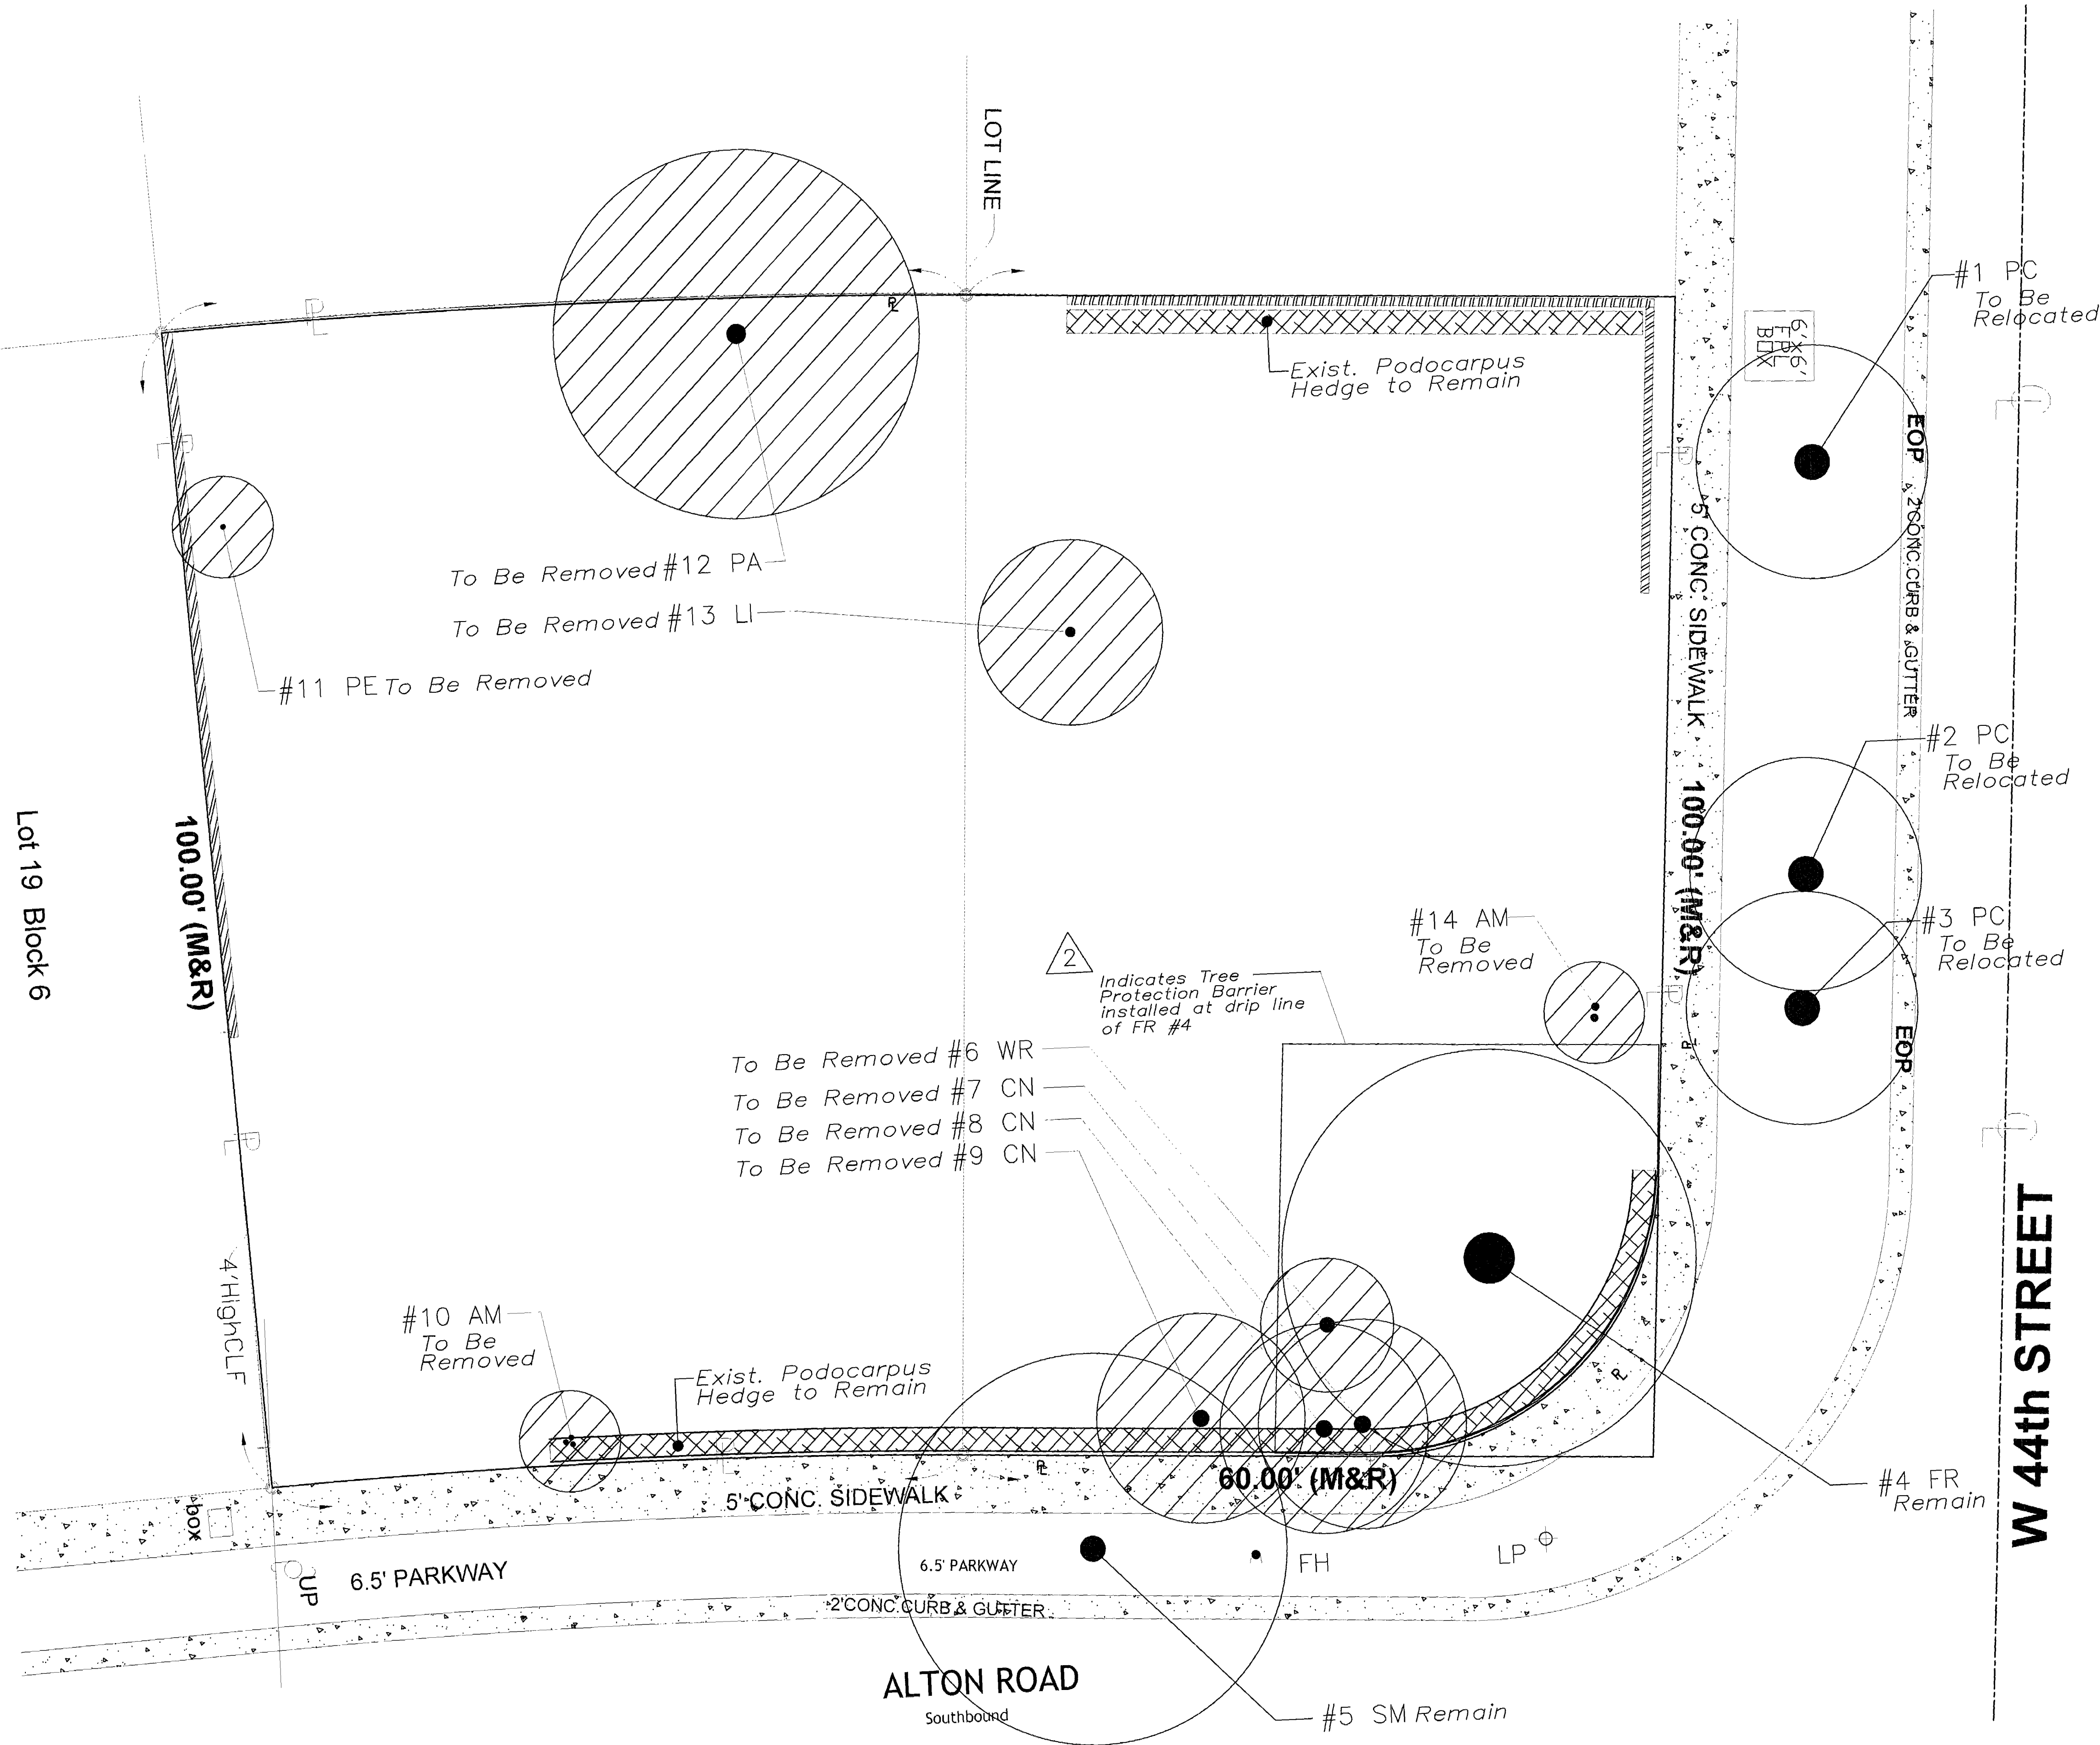 LOT LINE
#1 PC
To Be
Relocated
6'x6'
FPL
BOX
PL
PL
Exist. Podocarpus
Hedge to Remain
EOP
2'CONC.CURB & GUTTER
5' CONC. SIDEWALK
To Be Removed #12 PA
To Be Removed #13 LI
#11 PE To Be Removed
#2 PC
To Be
Relocated
100.00' (M&R)
100.00' (M&R)
Lot 19 Block 6
#14 AM
To Be
Removed
#3 PC
To Be
Relocated
2
Indicates Tree
Protection Barrier
installed at drip line
of FR #4
EOP
PL
To Be Removed #6 WR
To Be Removed #7 CN
To Be Removed #8 CN
To Be Removed #9 CN
W 44th STREET
4'HighCLF
#10 AM
To Be
Removed
Exist. Podocarpus
Hedge to Remain
PL
PL
60.00' (M&R)
5' CONC. SIDEWALK
#4 FR
Remain
box
UP
6.5' PARKWAY
6.5' PARKWAY
FH
LP
2'CONC.CURB & GUTTER
ALTON ROAD
Southbound
#5 SM Remain